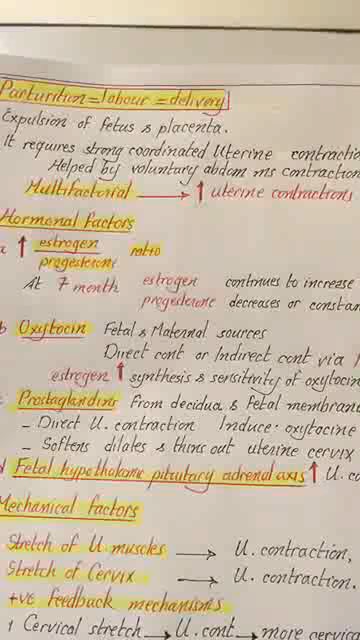 Parturition = labour = delivery
Expulsion of fetus & placenta.
It requires strong coordinated Uterine contractio
Helped by voluntary abdom ms contraction
Multifactorial → ↑ uterine contractions
Hormonal factors
a ↑ estrogen ratio
progesterone
At 7 month estrogen continues to increase
progesterone decreases or constan
b Oxytocin Fetal & Maternal sources
Direct cont or Indirect cont via
estrogen ↑ synthesis & sensitivity of oxytocin
Prostaglandins From decidua & Fetal membrane
- Direct U. contraction Induce oxytocine
- Softens dilates & thins out uterine cervix
d Fetal hypothalamic pituitary adrenal axis ↑ U. co
Mechanical factors
Stretch of U muscles → U. contraction,
Stretch of Cervix → U. contraction.
+ve feedback mechanisms
1 Cervical stretch → U. cont → more cervic